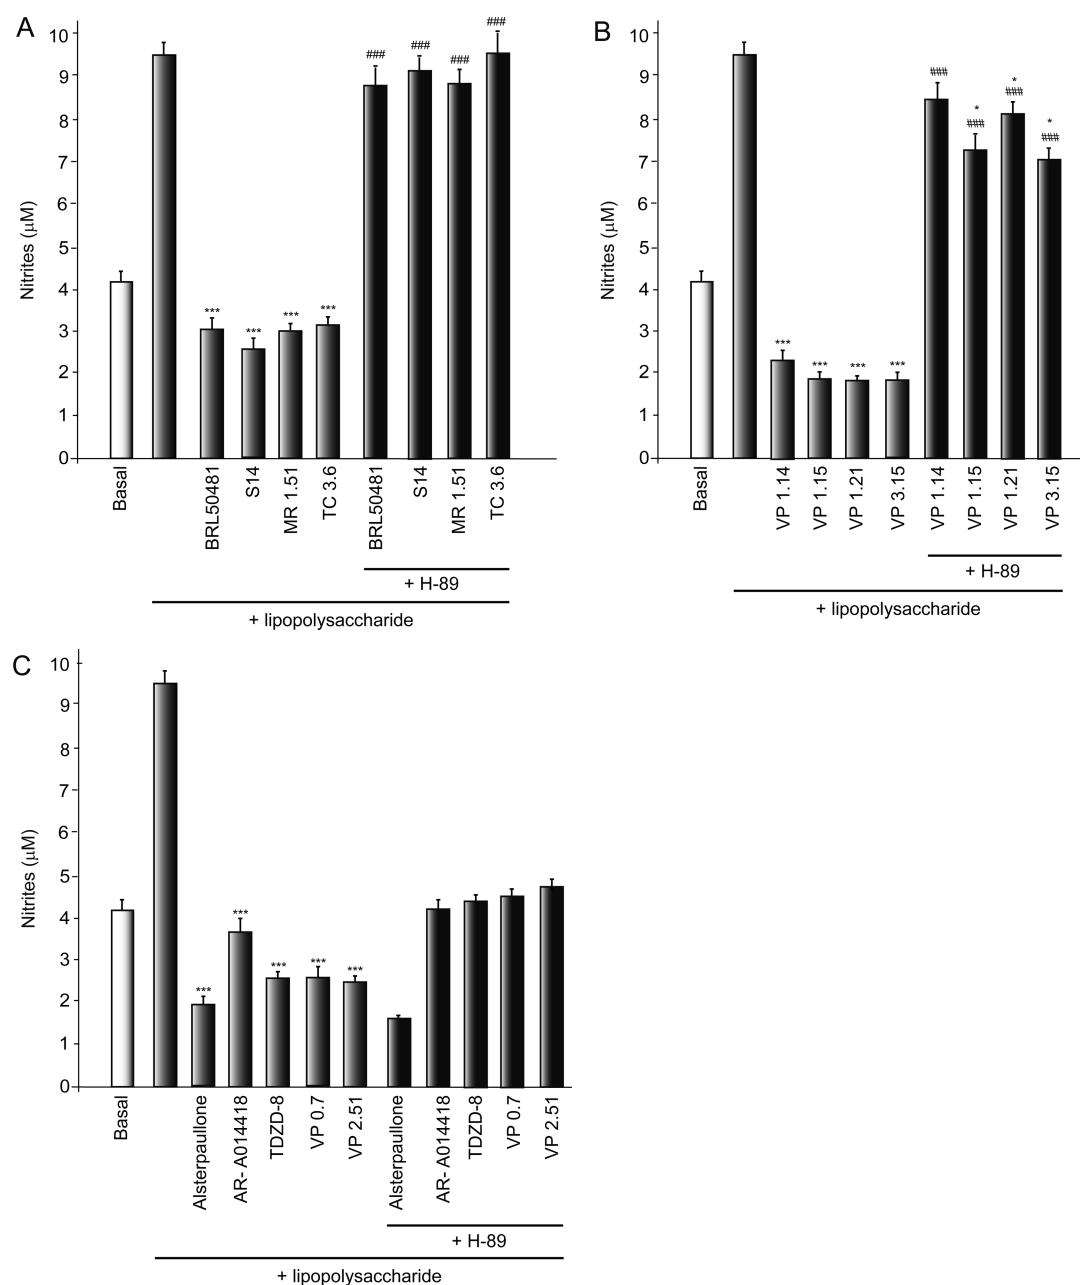 A
10
9
8
7
6
5
4
3
2
1
0
Nitrites (μM)
***
***
***
***
###
###
###
###
Basal
BRL50481
S14
MR 1.51
TC 3.6
BRL50481
S14
MR 1.51
TC 3.6
+ H-89
+ lipopolysaccharide
B
10
9
8
7
6
5
4
3
2
1
0
Nitrites (μM)
***
***
***
***
###
*
###
*
###
*
###
Basal
VP 1.14
VP 1.15
VP 1.21
VP 3.15
VP 1.14
VP 1.15
VP 1.21
VP 3.15
+ H-89
+ lipopolysaccharide
C
10
9
8
7
6
5
4
3
2
1
0
Nitrites (μM)
***
***
***
***
***
Basal
Alsterpaullone
AR- A014418
TDZD-8
VP 0.7
VP 2.51
Alsterpaullone
AR- A014418
TDZD-8
VP 0.7
VP 2.51
+ H-89
+ lipopolysaccharide